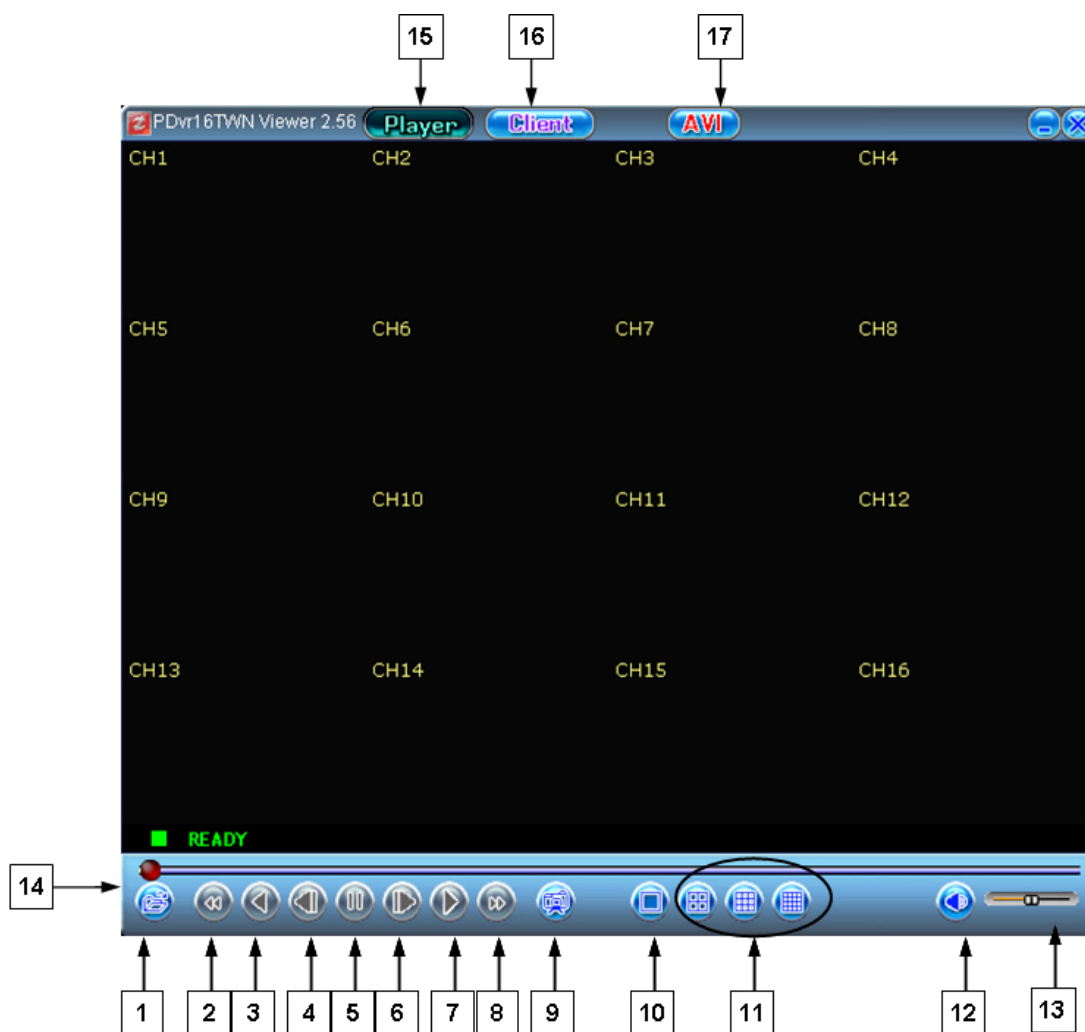 15 16 17
PDvr16TWN Viewer 2.56 Player Client AVI
CH1 CH2 CH3 CH4
CH5 CH6 CH7 CH8
CH9 CH10 CH11 CH12
CH13 CH14 CH15 CH16
READY
14
1 2 3 4 5 6 7 8 9 10 11 12 13